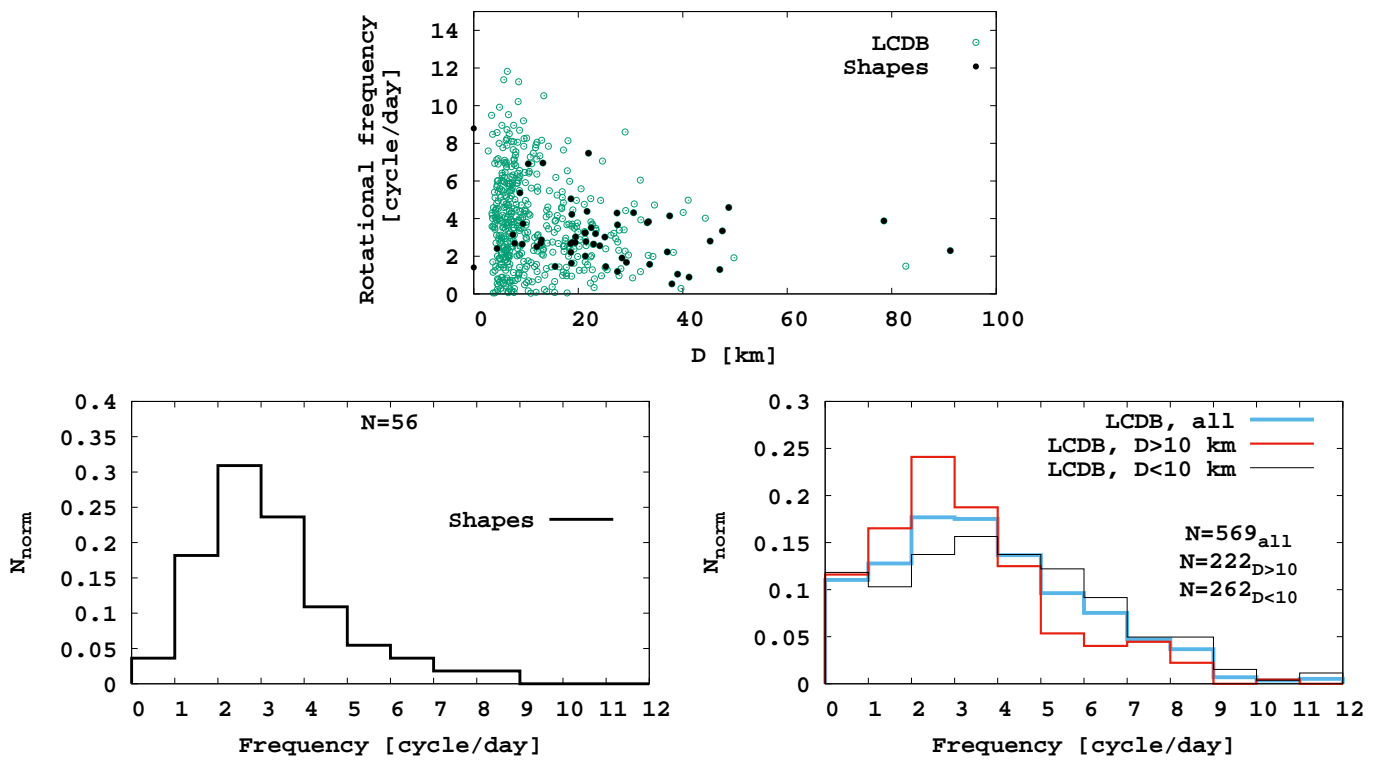 14
12
10
8
6
4
2
0
Rotational frequency
[cycle/day]
LCDB
Shapes
0 20 40 60 80 100
D [km]
0.4
0.35
0.3
0.25
0.2
0.15
0.1
0.05
0
N_norm
N=56
Shapes
0 1 2 3 4 5 6 7 8 9 10 11 12
Frequency [cycle/day]
0.3
0.25
0.2
0.15
0.1
0.05
0
N_norm
LCDB, all
LCDB, D>10 km
LCDB, D<10 km
N=569_all
N=222_D>10
N=262_D<10
0 1 2 3 4 5 6 7 8 9 10 11 12
Frequency [cycle/day]